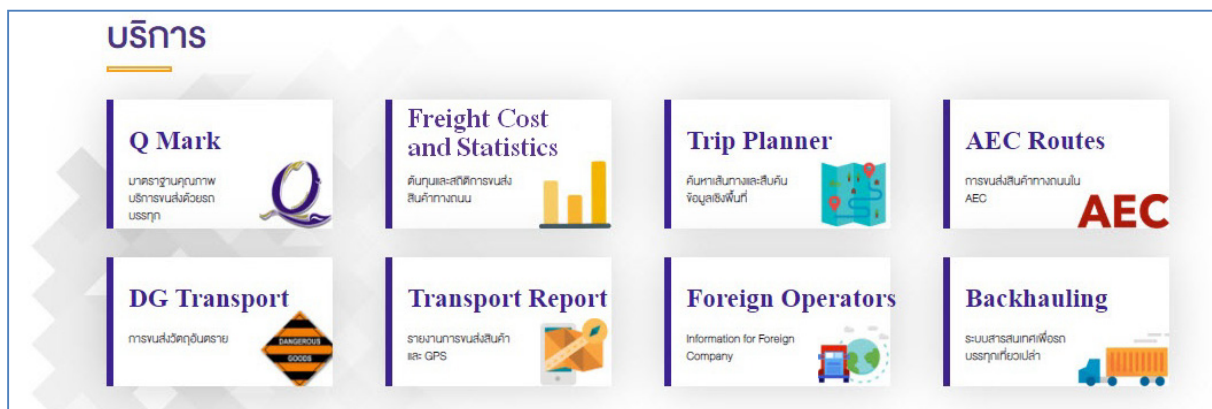 บริการ
Q Mark
มาตราฐานคุณภาพ
บริการขนส่งด้วยรถ
บรรทุก
Freight Cost
and Statistics
ต้นทุนและสถิติการขนส่ง
สินค้าทางถนน
Trip Planner
ค้นหาเส้นทางและสืบค้น
ข้อมูลเชิงพื้นที่
AEC Routes
การขนส่งสินค้าทางถนนใน
AEC
AEC
DG Transport
การขนส่งวัตถุอันตราย
DANGEROUS
GOODS
Transport Report
รายงานการขนส่งสินค้า
และ GPS
Foreign Operators
Information for Foreign
Company
Backhauling
ระบบสารสนเทศเพื่อรถ
บรรทุกเที่ยวเปล่า